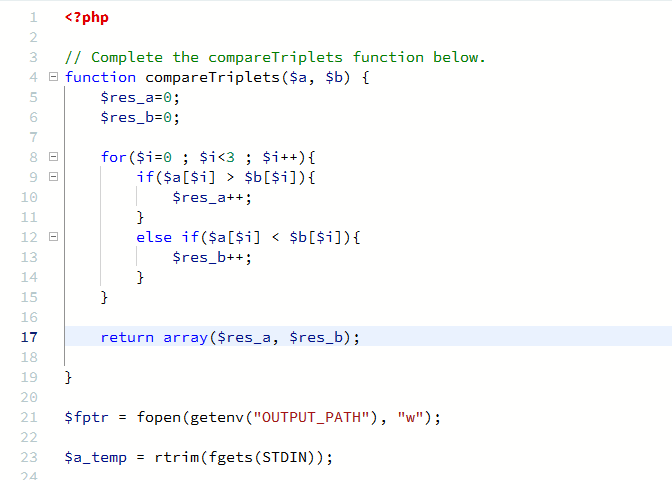 1 <?php
2
3 // Complete the compareTriplets function below.
4 function compareTriplets($a, $b) {
5 $res_a=0;
6 $res_b=0;
7
8 for($i=0 ; $i<3 ; $i++){
9 if($a[$i] > $b[$i]){
10 $res_a++;
11 }
12 else if($a[$i] < $b[$i]){
13 $res_b++;
14 }
15 }
16
17 return array($res_a, $res_b);
18
19 }
20
21 $fptr = fopen(getenv("OUTPUT_PATH"), "w");
22
23 $a_temp = rtrim(fgets(STDIN));
24